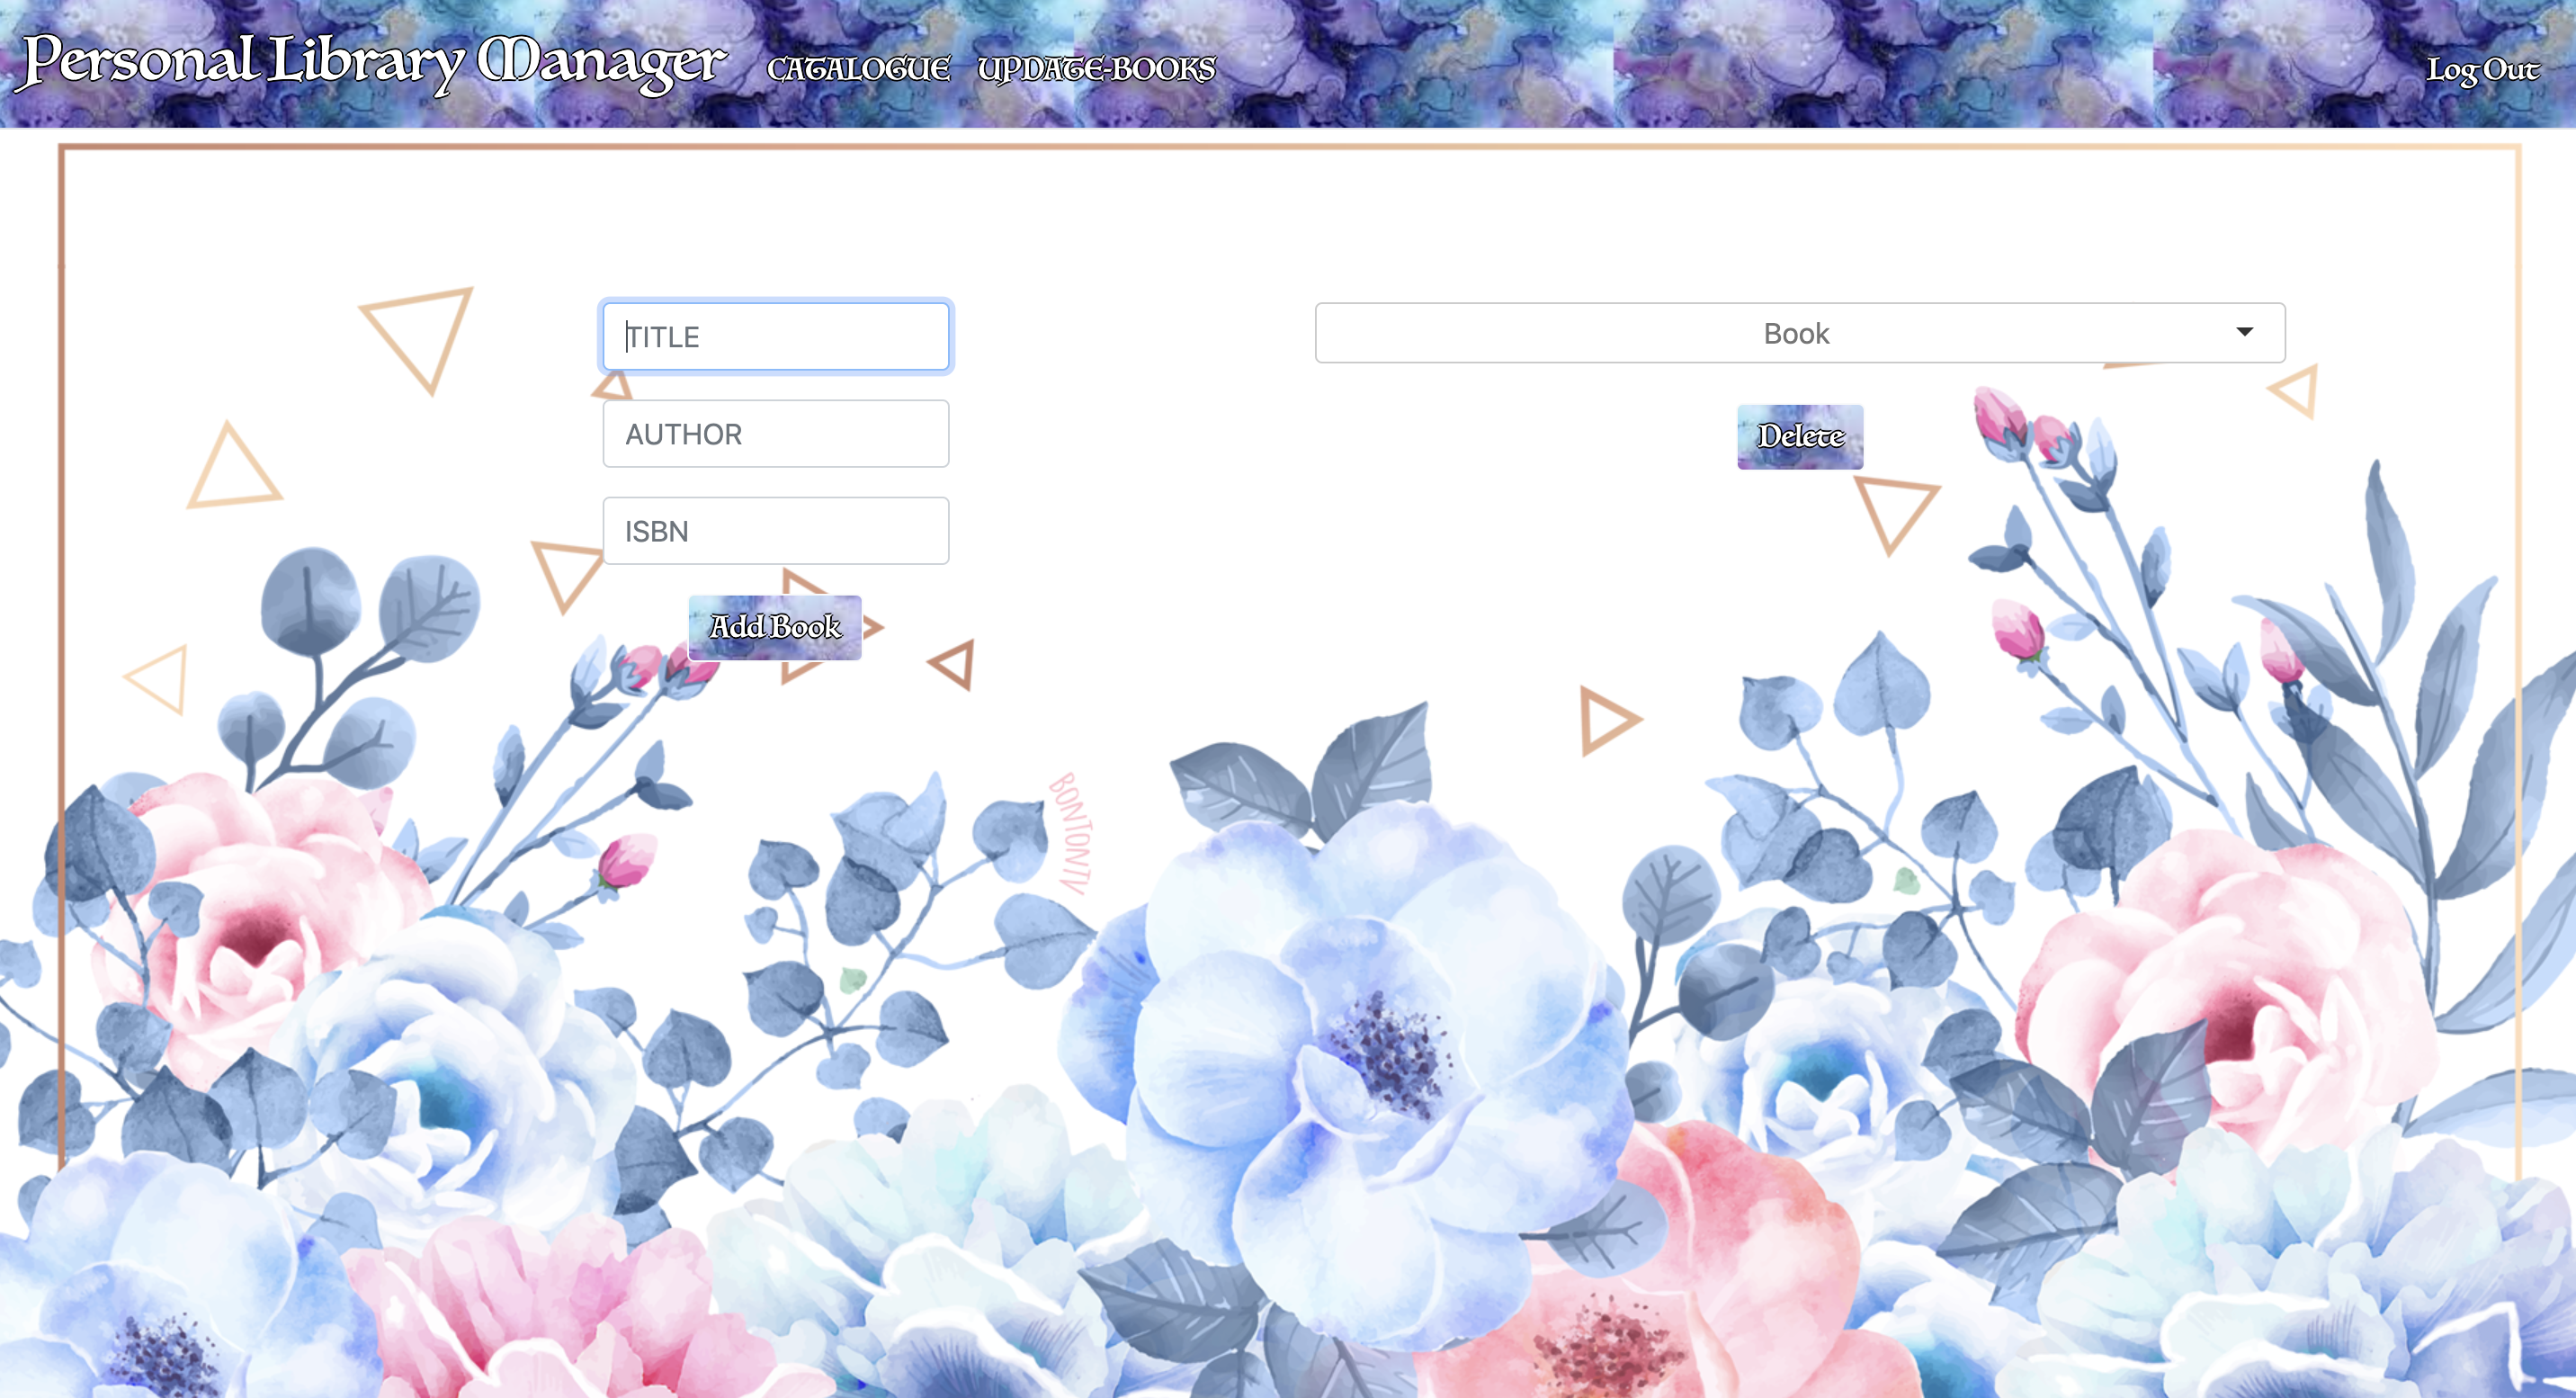 Personal Library Manager CATALOGUE UPDATE-BOOKS Log Out
TITLE
Book
AUTHOR
Delete
ISBN
Add Book
BONTONTV